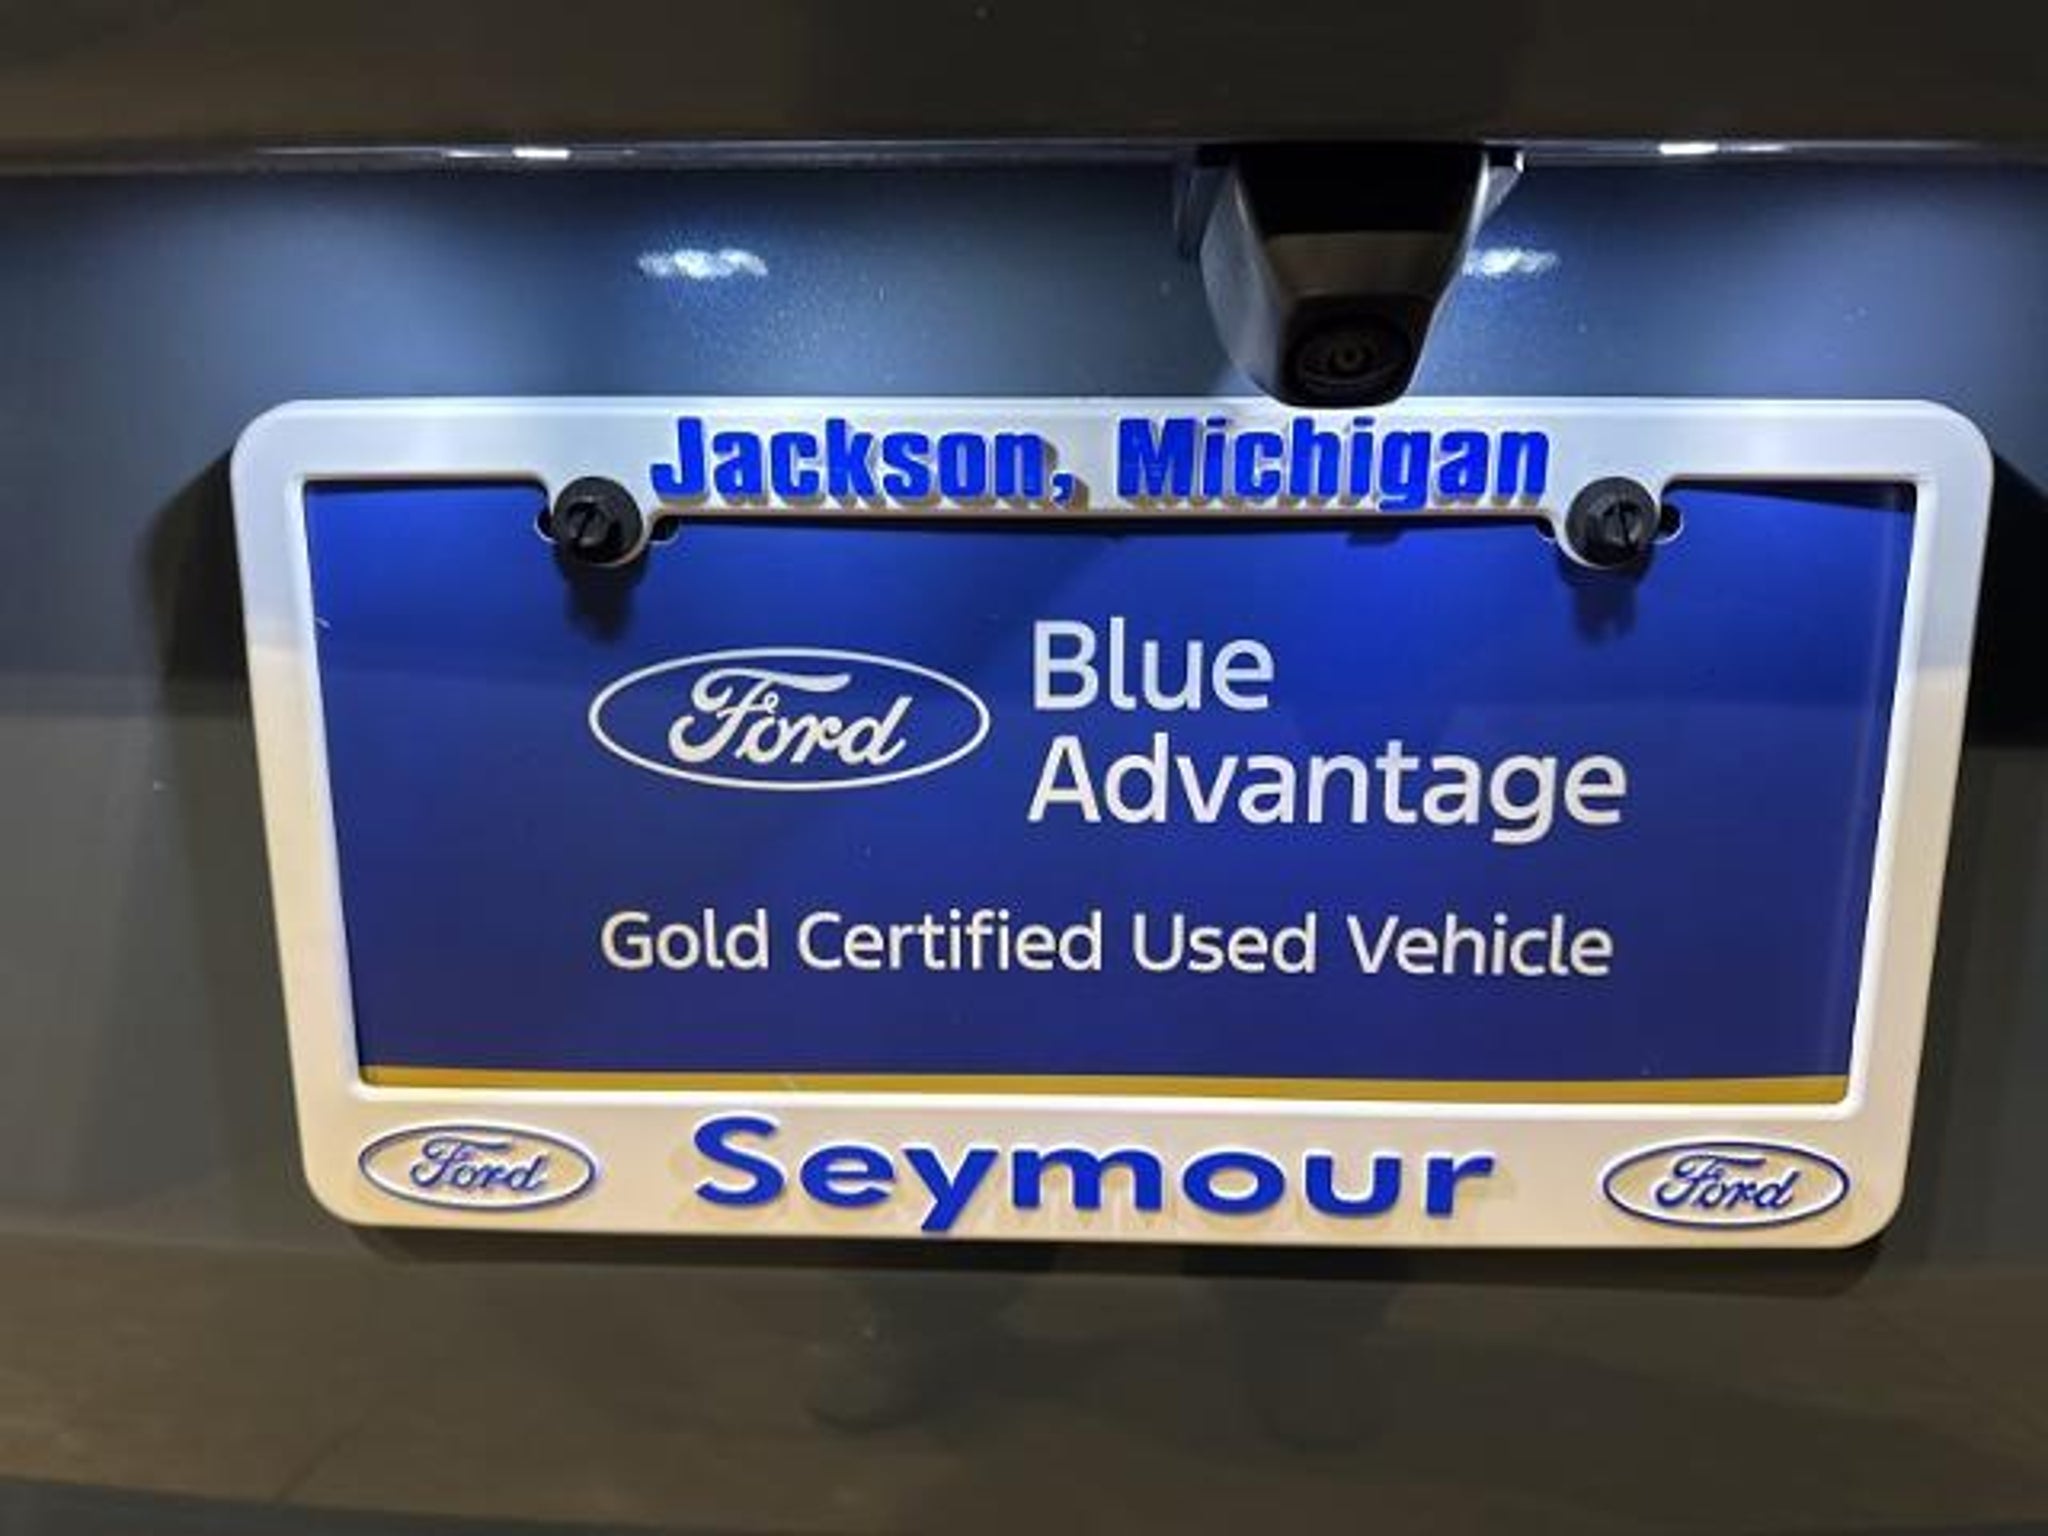 Jackson, Michigan
Ford
Blue
Advantage
Gold Certified Used Vehicle
Ford Seymour Ford